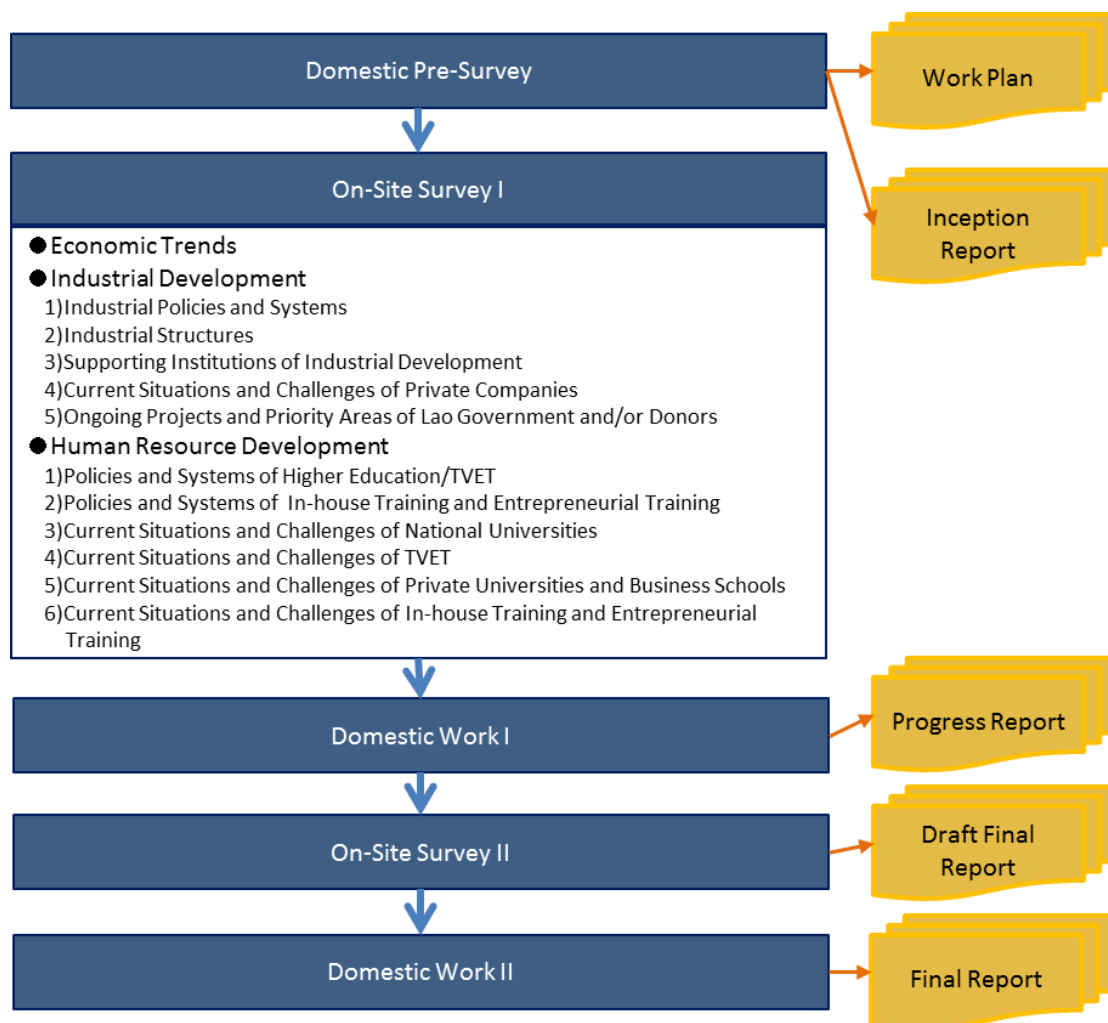 Domestic Pre-Survey
Work Plan
On-Site Survey I
Inception
Report
●Economic Trends
●Industrial Development
1)Industrial Policies and Systems
2)Industrial Structures
3)Supporting Institutions of Industrial Development
4)Current Situations and Challenges of Private Companies
5)Ongoing Projects and Priority Areas of Lao Government and/or Donors
●Human Resource Development
1)Policies and Systems of Higher Education/TVET
2)Policies and Systems of In-house Training and Entrepreneurial Training
3)Current Situations and Challenges of National Universities
4)Current Situations and Challenges of TVET
5)Current Situations and Challenges of Private Universities and Business Schools
6)Current Situations and Challenges of In-house Training and Entrepreneurial
Training
Domestic Work I
Progress Report
On-Site Survey II
Draft Final
Report
Domestic Work II
Final Report